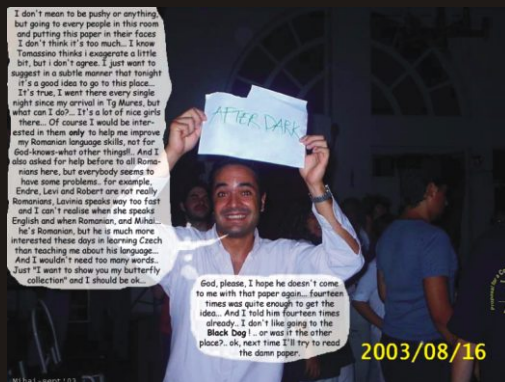 I don't mean to be pushy or anything,
but going to every people in this room
and putting this paper in their faces
I don't think it's too much... I know
Tomassino thinks i exagerate a little
bit, but i don't agree. I just want to
suggest in a subtle manner that tonight
it's a good idea to go to this place...
It's true, I went there every single
night since my arrival in Tg Mures, but
what can I do?... It's a lot of nice girls
there... Of course I would be inter-
ested in them only to help me improve
my Romanian language skills, not for
God-knows-what other things!!.. And I
also asked for help before to all Roma-
nians here, but everybody seems to
have some problems.. for example,
Endre, Levi and Robert are not really
Romanians, Lavinia speaks way too fast
and I can't realise when she speaks
English and when Romanian, and Mihai...
he's Romanian, but he is much more
interested these days in learning Czech
than teaching me about his language...
And I wouldn't need too many words..
Just "I want to show you my butterfly
collection" and I should be ok...
AFTER DARK
God, please, I hope he doesn't come
to me with that paper again... fourteen
times was quite enough to get the
idea... And I told him fourteen times
already.. I don't like going to the
Black Dog! .. or was it the other
place?.. ok, next time I'll try to read
the damn paper.
2003/08/16
Mihai-sept'03